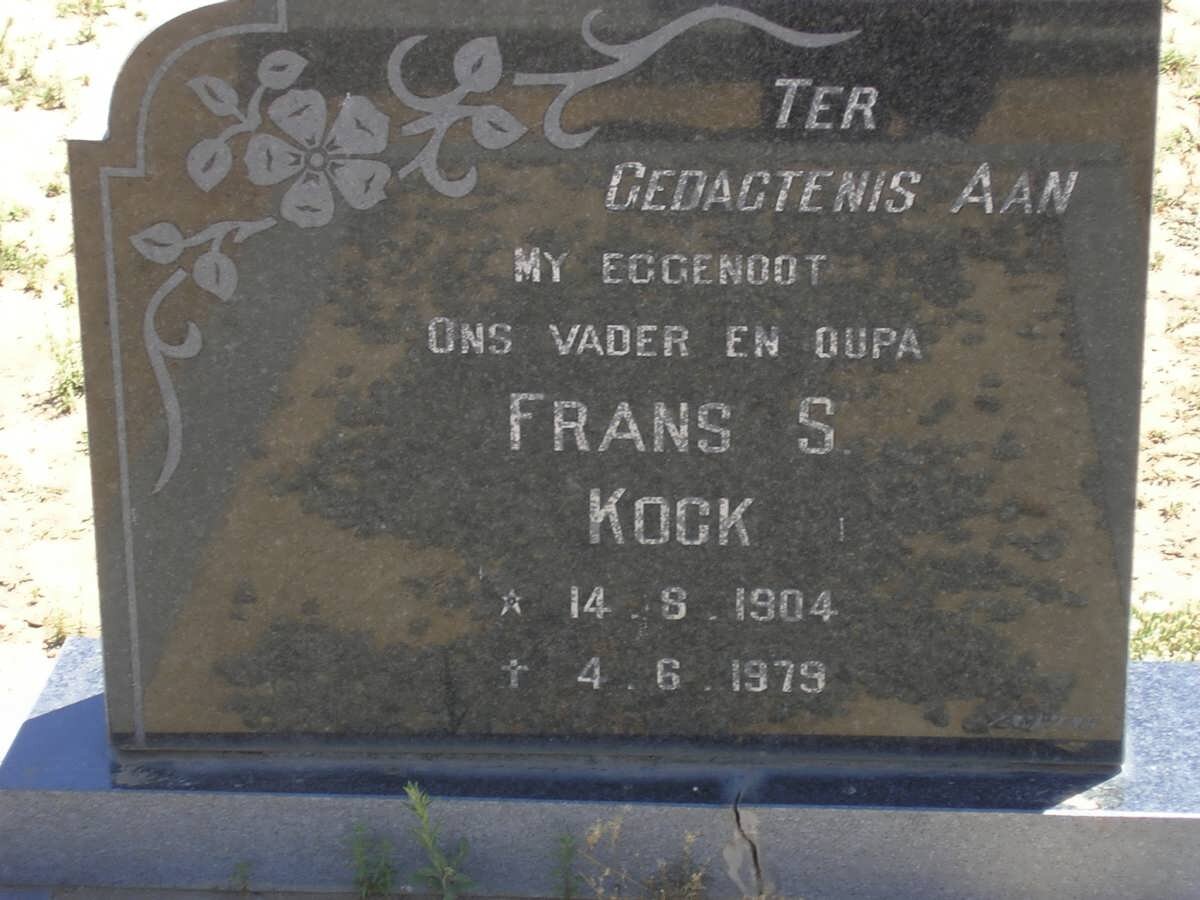 TER
GEDAGTENIS AAN
MY EGGENOOT
ONS VADER EN OUPA
FRANS S.
KOCK
☆ 14.8.1904
✝ 4.6.1979